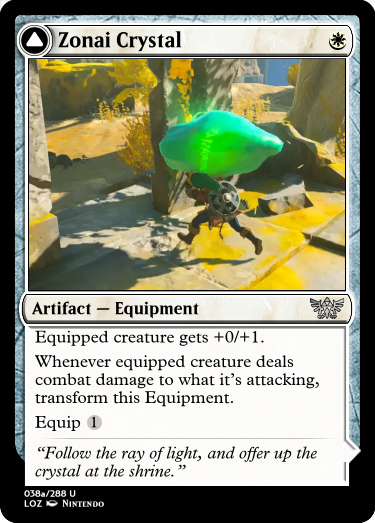 Zonai Crystal
Artifact — Equipment
Equipped creature gets +0/+1.
Whenever equipped creature deals
combat damage to what it's attacking,
transform this Equipment.
Equip 1
"Follow the ray of light, and offer up the
crystal at the shrine."
038a/288 U
LOZ Nintendo